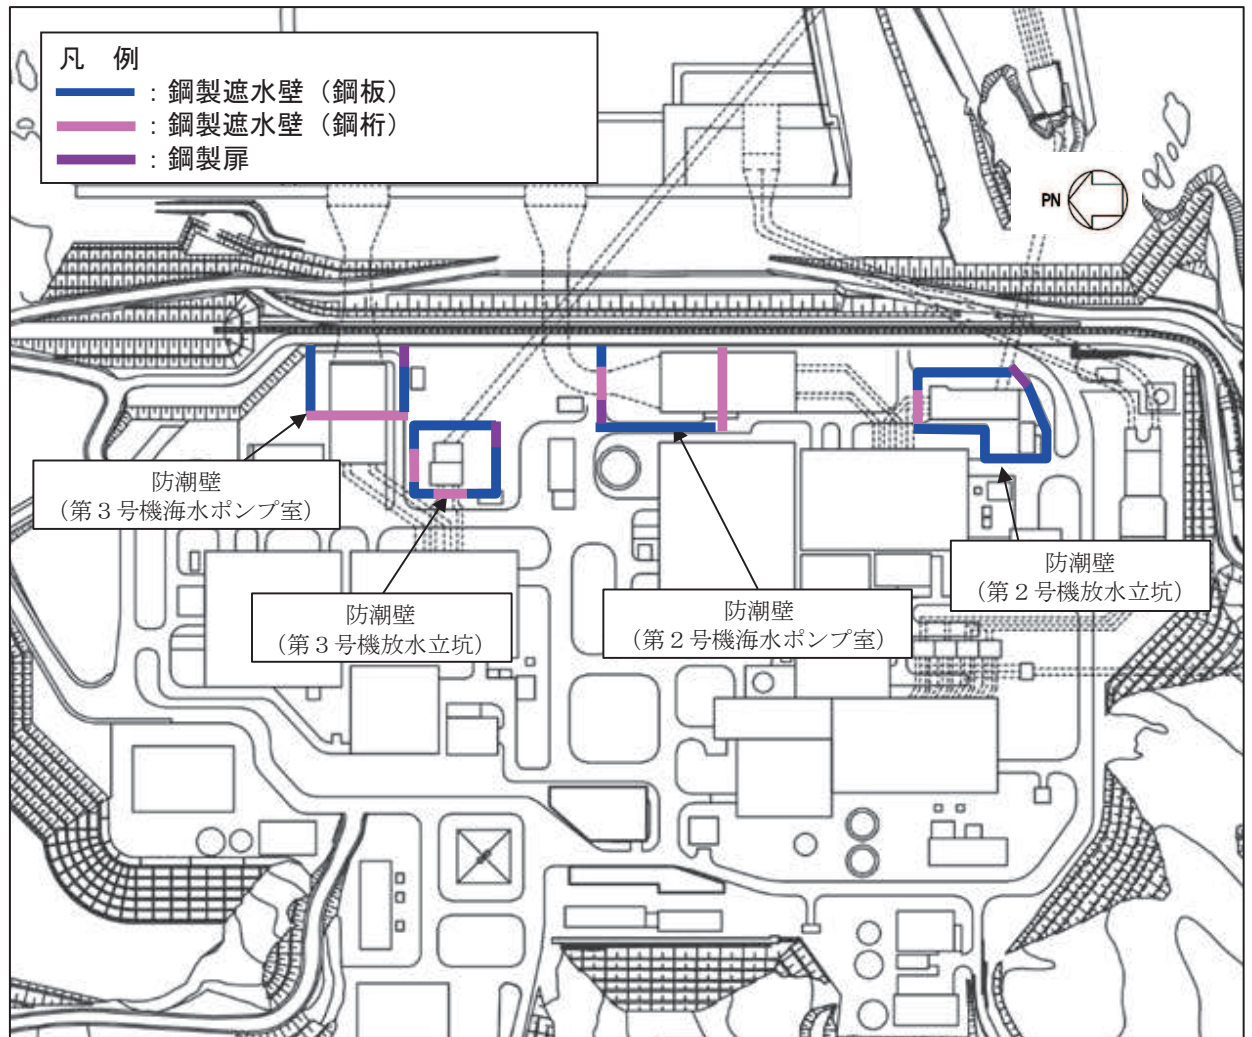 凡　例
：鋼製遮水壁（鋼板）
：鋼製遮水壁（鋼桁）
：鋼製扉
PN
防潮壁
（第３号機海水ポンプ室）
防潮壁
（第３号機放水立坑）
防潮壁
（第２号機海水ポンプ室）
防潮壁
（第２号機放水立坑）